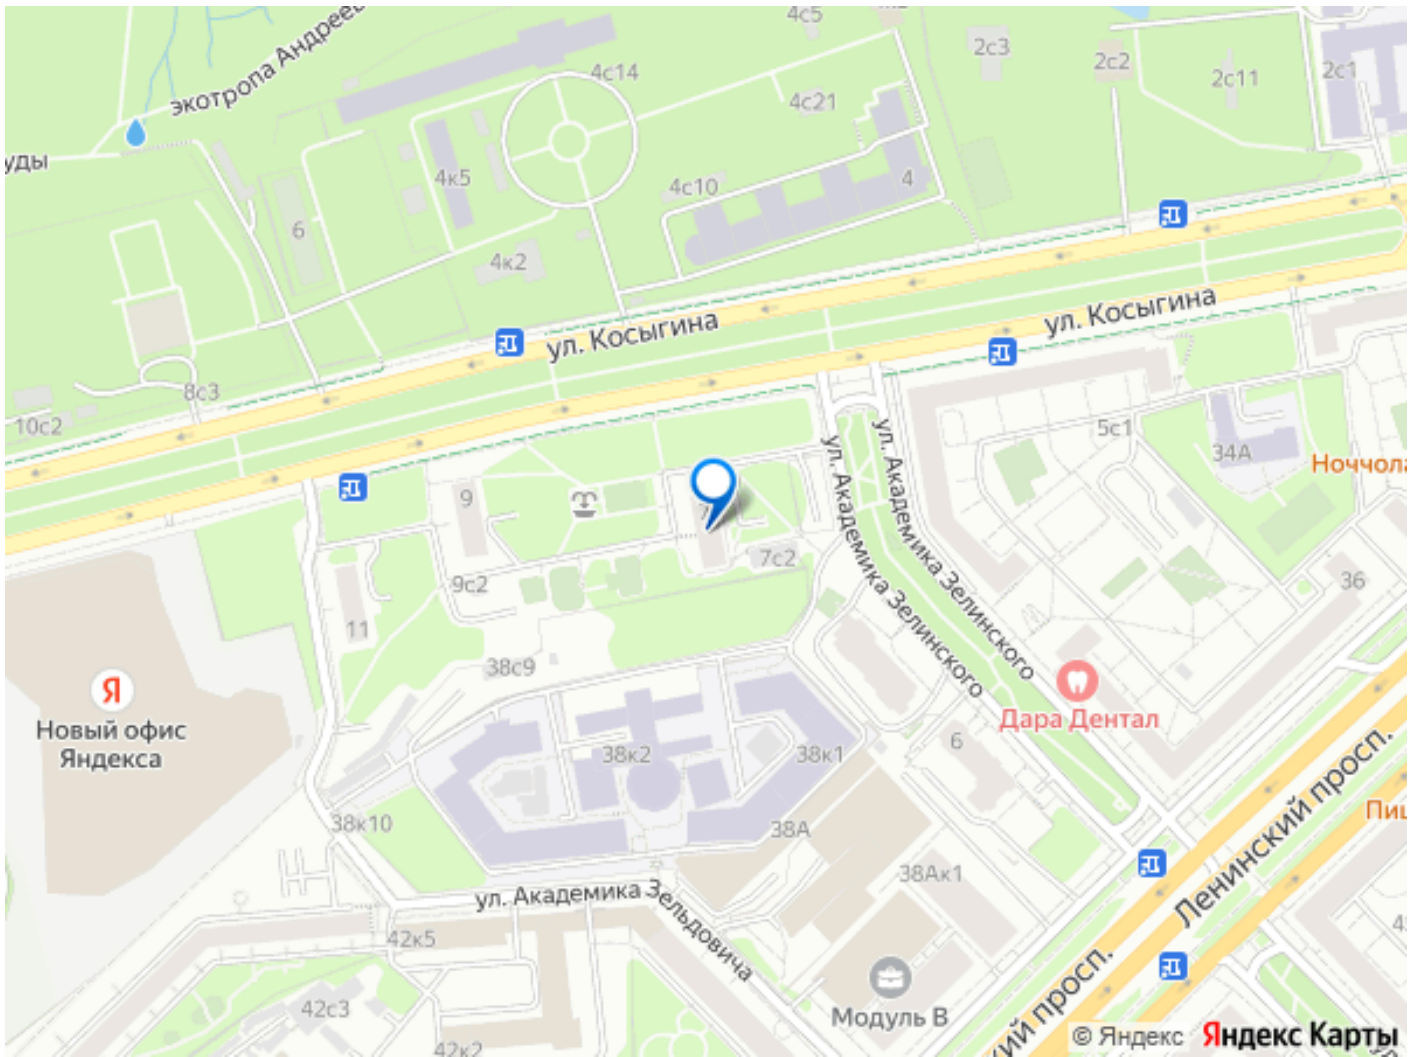 4с5
экотропа Андреев
4с14
2с3
2с2
2с11
2с1
4с21
уды
4к5
4с10
4
6
4к2
ул. Косыгина
ул. Косыгина
8с3
10с2
5с1
34А
Ноччола
9
7
ул. Академика Зелинского
ул. Академика Зелинского
7с2
9с2
36
11
38с9
Я
Новый офис
Яндекса
Дара Дентал
38к2
38к1
6
38к10
38А
Пиц
38Ак1
ул. Академика Зельдовича
Ленинский просп.
42к5
42с3
Модуль В
кий просп.
42к2
© Яндекс Яндекс Карты